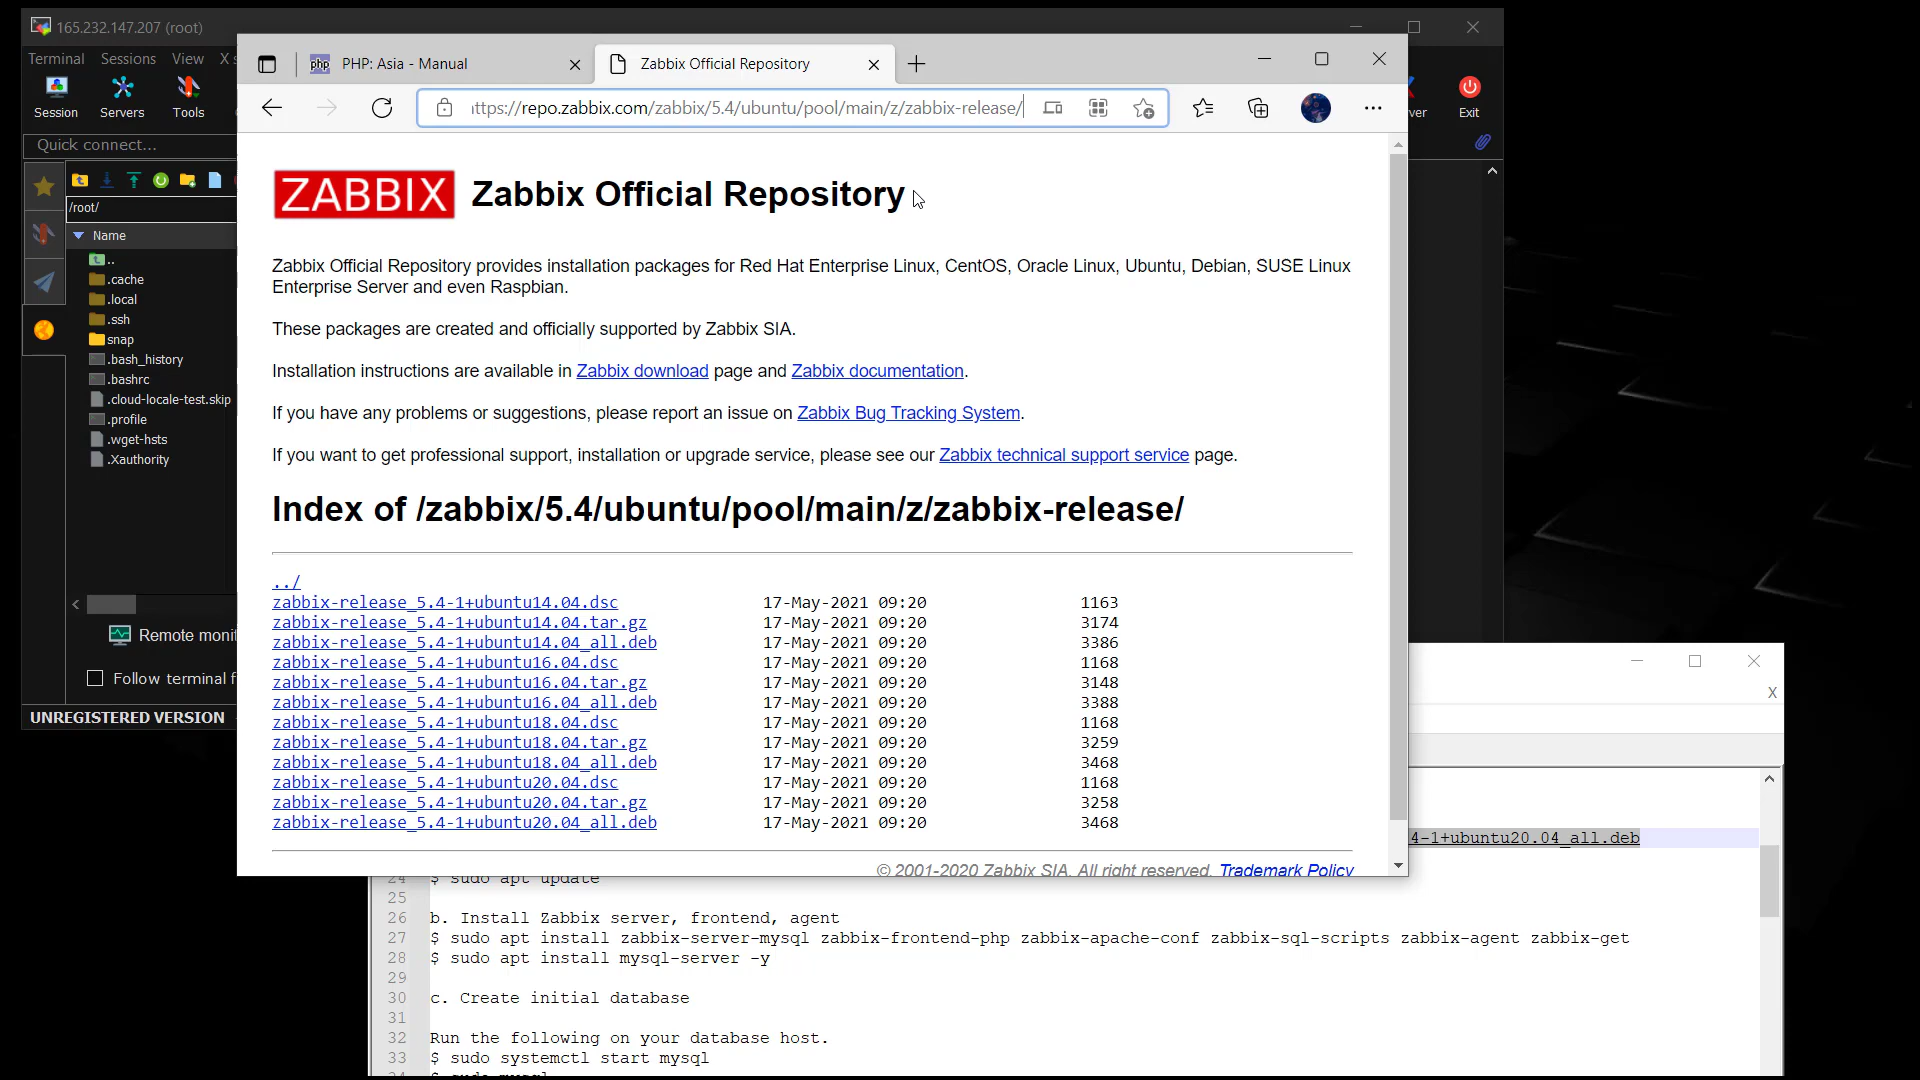 165.232.147.207 (root)
Terminal Sessions View X s
Session Servers Tools
ver Exit
Quick connect...
/root/
Name
..
.cache
.local
.ssh
snap
.bash_history
.bashrc
.cloud-locale-test.skip
.profile
.wget-hsts
.Xauthority
Remote monit
Follow terminal f
UNREGISTERED VERSION
php PHP: Asia - Manual
Zabbix Official Repository
ttps://repo.zabbix.com/zabbix/5.4/ubuntu/pool/main/z/zabbix-release/
ZABBIX Zabbix Official Repository
Zabbix Official Repository provides installation packages for Red Hat Enterprise Linux, CentOS, Oracle Linux, Ubuntu, Debian, SUSE Linux
Enterprise Server and even Raspbian.
These packages are created and officially supported by Zabbix SIA.
Installation instructions are available in Zabbix download page and Zabbix documentation.
If you have any problems or suggestions, please report an issue on Zabbix Bug Tracking System.
If you want to get professional support, installation or upgrade service, please see our Zabbix technical support service page.
Index of /zabbix/5.4/ubuntu/pool/main/z/zabbix-release/
../
zabbix-release_5.4-1+ubuntu14.04.dsc 17-May-2021 09:20 1163
zabbix-release_5.4-1+ubuntu14.04.tar.gz 17-May-2021 09:20 3174
zabbix-release_5.4-1+ubuntu14.04_all.deb 17-May-2021 09:20 3386
zabbix-release_5.4-1+ubuntu16.04.dsc 17-May-2021 09:20 1168
zabbix-release_5.4-1+ubuntu16.04.tar.gz 17-May-2021 09:20 3148
zabbix-release_5.4-1+ubuntu16.04_all.deb 17-May-2021 09:20 3388
zabbix-release_5.4-1+ubuntu18.04.dsc 17-May-2021 09:20 1168
zabbix-release_5.4-1+ubuntu18.04.tar.gz 17-May-2021 09:20 3259
zabbix-release_5.4-1+ubuntu18.04_all.deb 17-May-2021 09:20 3468
zabbix-release_5.4-1+ubuntu20.04.dsc 17-May-2021 09:20 1168
zabbix-release_5.4-1+ubuntu20.04.tar.gz 17-May-2021 09:20 3258
zabbix-release_5.4-1+ubuntu20.04_all.deb 17-May-2021 09:20 3468
© 2001-2020 Zabbix SIA. All right reserved. Trademark Policy
X
4-1+ubuntu20.04_all.deb
24 $ sudo apt update
25
26 b. Install Zabbix server, frontend, agent
27 $ sudo apt install zabbix-server-mysql zabbix-frontend-php zabbix-apache-conf zabbix-sql-scripts zabbix-agent zabbix-get
28 $ sudo apt install mysql-server -y
29
30 c. Create initial database
31
32 Run the following on your database host.
33 $ sudo systemctl start mysql